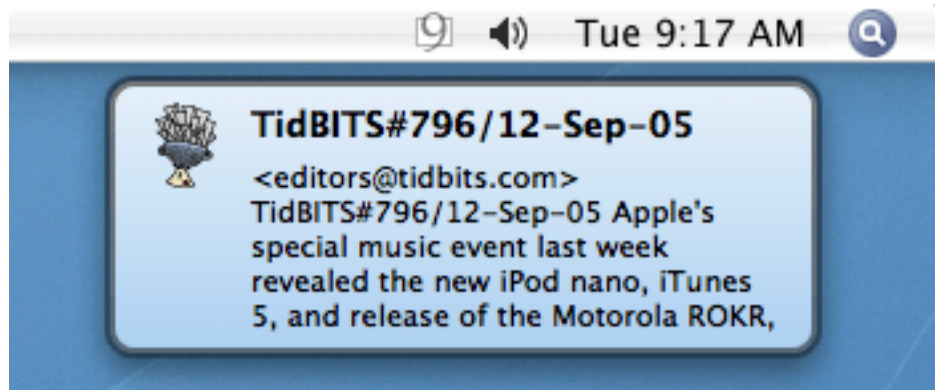 9 Tue 9:17 AM
TidBITS#796/12-Sep-05
<editors@tidbits.com>
TidBITS#796/12-Sep-05 Apple's
special music event last week
revealed the new iPod nano, iTunes
5, and release of the Motorola ROKR,